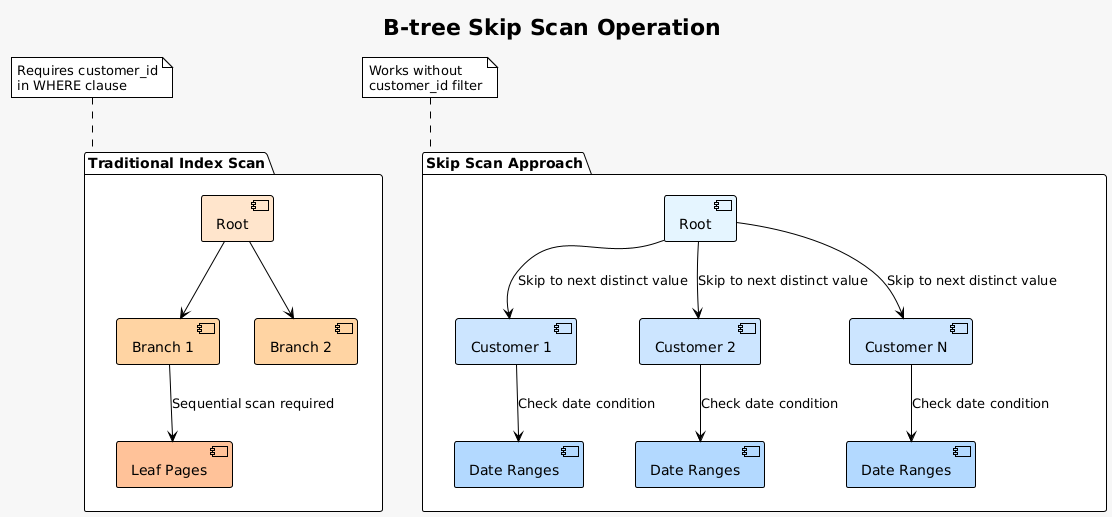 B-tree Skip Scan Operation
Requires customer_id
in WHERE clause
Works without
customer_id filter
Traditional Index Scan
Skip Scan Approach
Root
Root
Skip to next distinct value
Skip to next distinct value
Skip to next distinct value
Branch 1
Branch 2
Customer 1
Customer 2
Customer N
Sequential scan required
Check date condition
Check date condition
Check date condition
Leaf Pages
Date Ranges
Date Ranges
Date Ranges